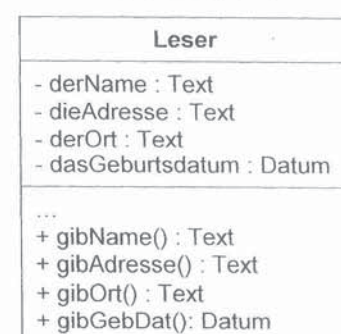 Leser
- derName : Text
- dieAdresse : Text
- derOrt : Text
- dasGeburtsdatum : Datum
...
+ gibName() : Text
+ gibAdresse() : Text
+ gibOrt() : Text
+ gibGebDat(): Datum